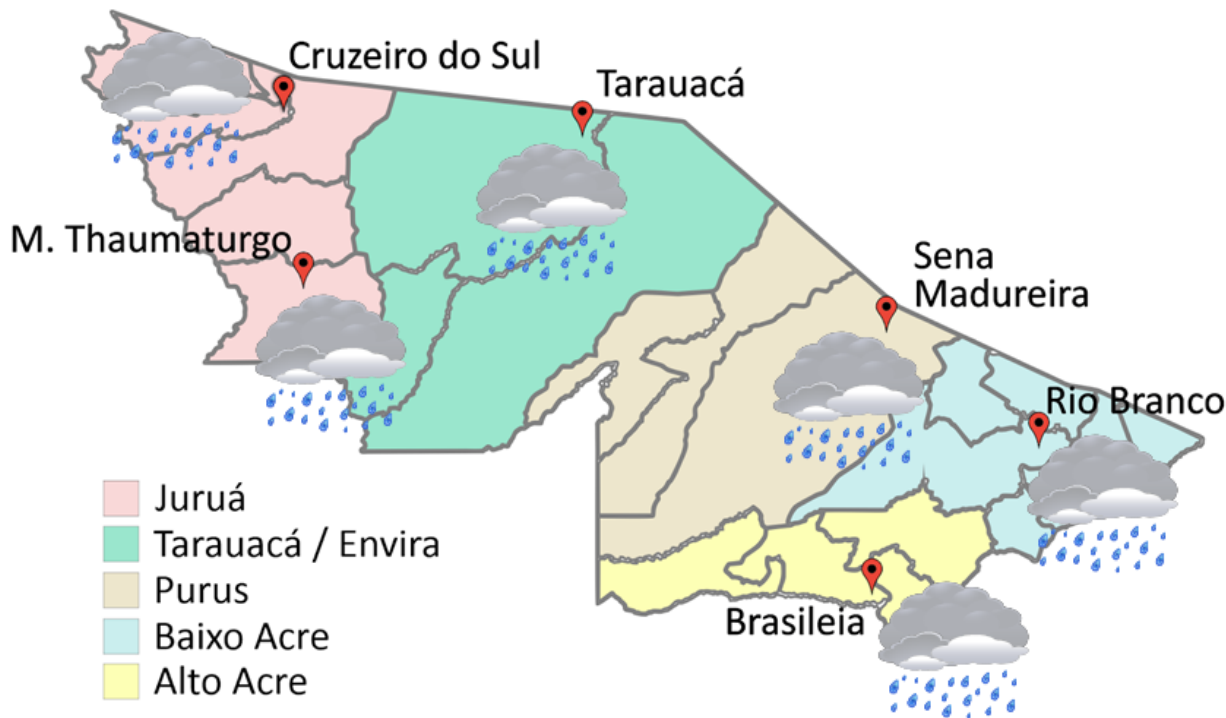 Cruzeiro do Sul
Tarauacá
M. Thaumaturgo
Sena
Madureira
Rio Branco
Brasileia
Juruá
Tarauacá / Envira
Purus
Baixo Acre
Alto Acre